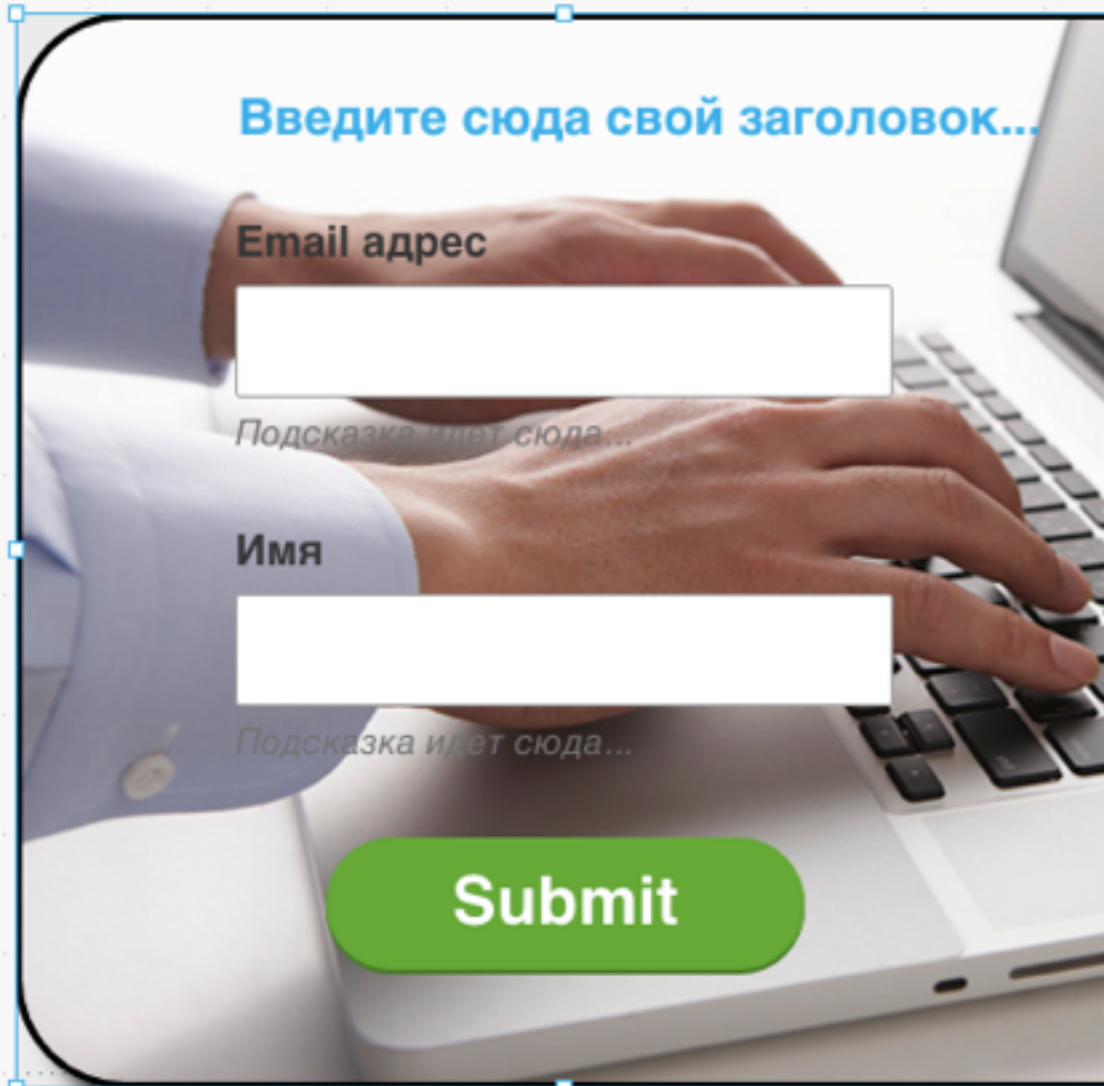 Введите сюда свой заголовок...
Email адрес
Подсказка идет сюда...
Имя
Подсказка идет сюда...
Submit